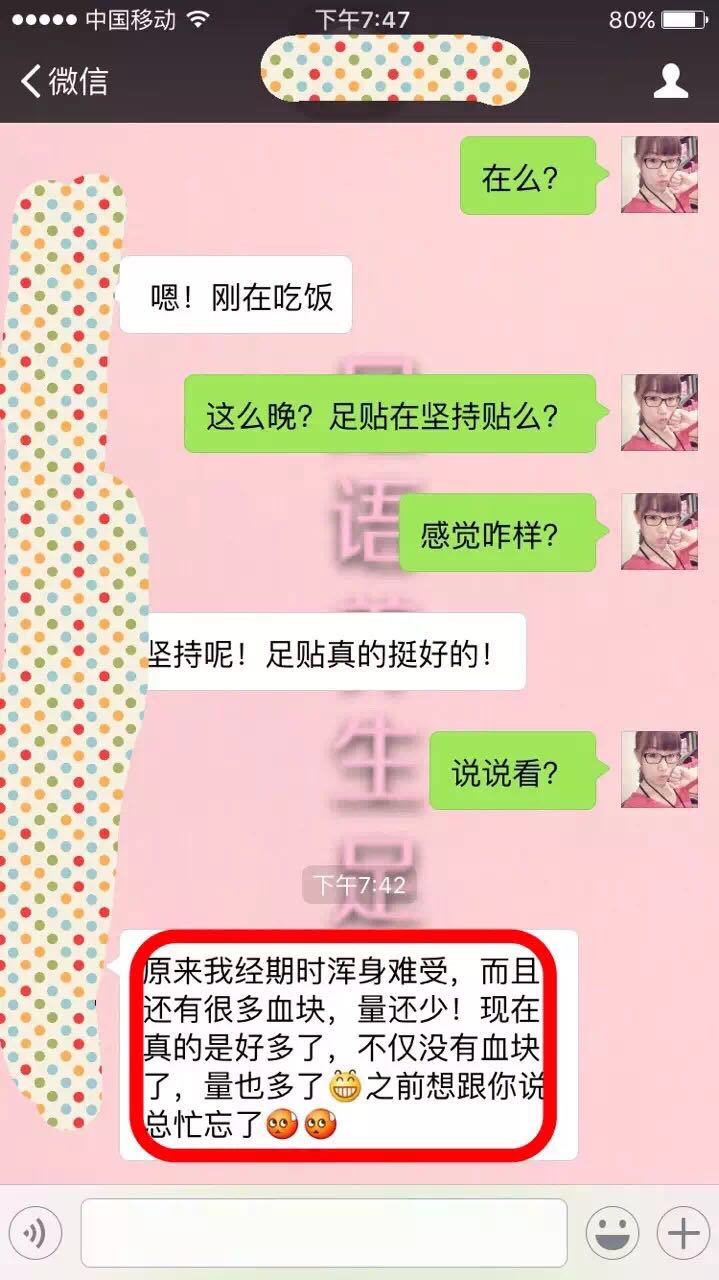 中国移动
下午7:47
80%
微信
在么？
嗯！刚在吃饭
这么晚？足贴在坚持贴么？
感觉咋样？
语
坚持呢！足贴真的挺好的！
生
说说看？
足
下午7:42
原来我经期时浑身难受，而且
还有很多血块，量还少！现在
真的是好多了，不仅没有血块
了，量也多了😁之前想跟你说
总忙忘了🥵🥵